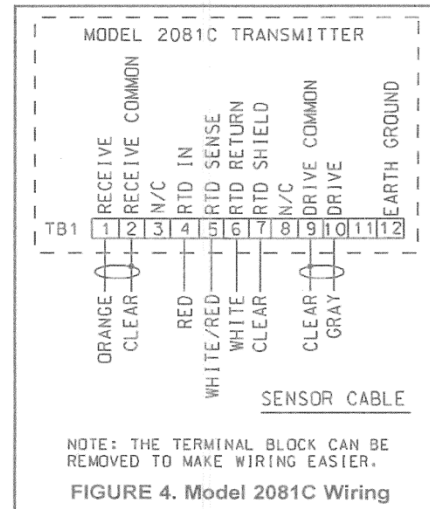 MODEL 2081C TRANSMITTER
RECEIVE
RECEIVE COMMON
N/C
RTD IN
RTD SENSE
RTD RETURN
RTD SHIELD
N/C
DRIVE COMMON
DRIVE
EARTH GROUND
TB1 1 2 3 4 5 6 7 8 9 10 11 12
ORANGE
CLEAR
RED
WHITE/RED
WHITE
CLEAR
CLEAR
GRAY
SENSOR CABLE
NOTE: THE TERMINAL BLOCK CAN BE
REMOVED TO MAKE WIRING EASIER.
FIGURE 4. Model 2081C Wiring